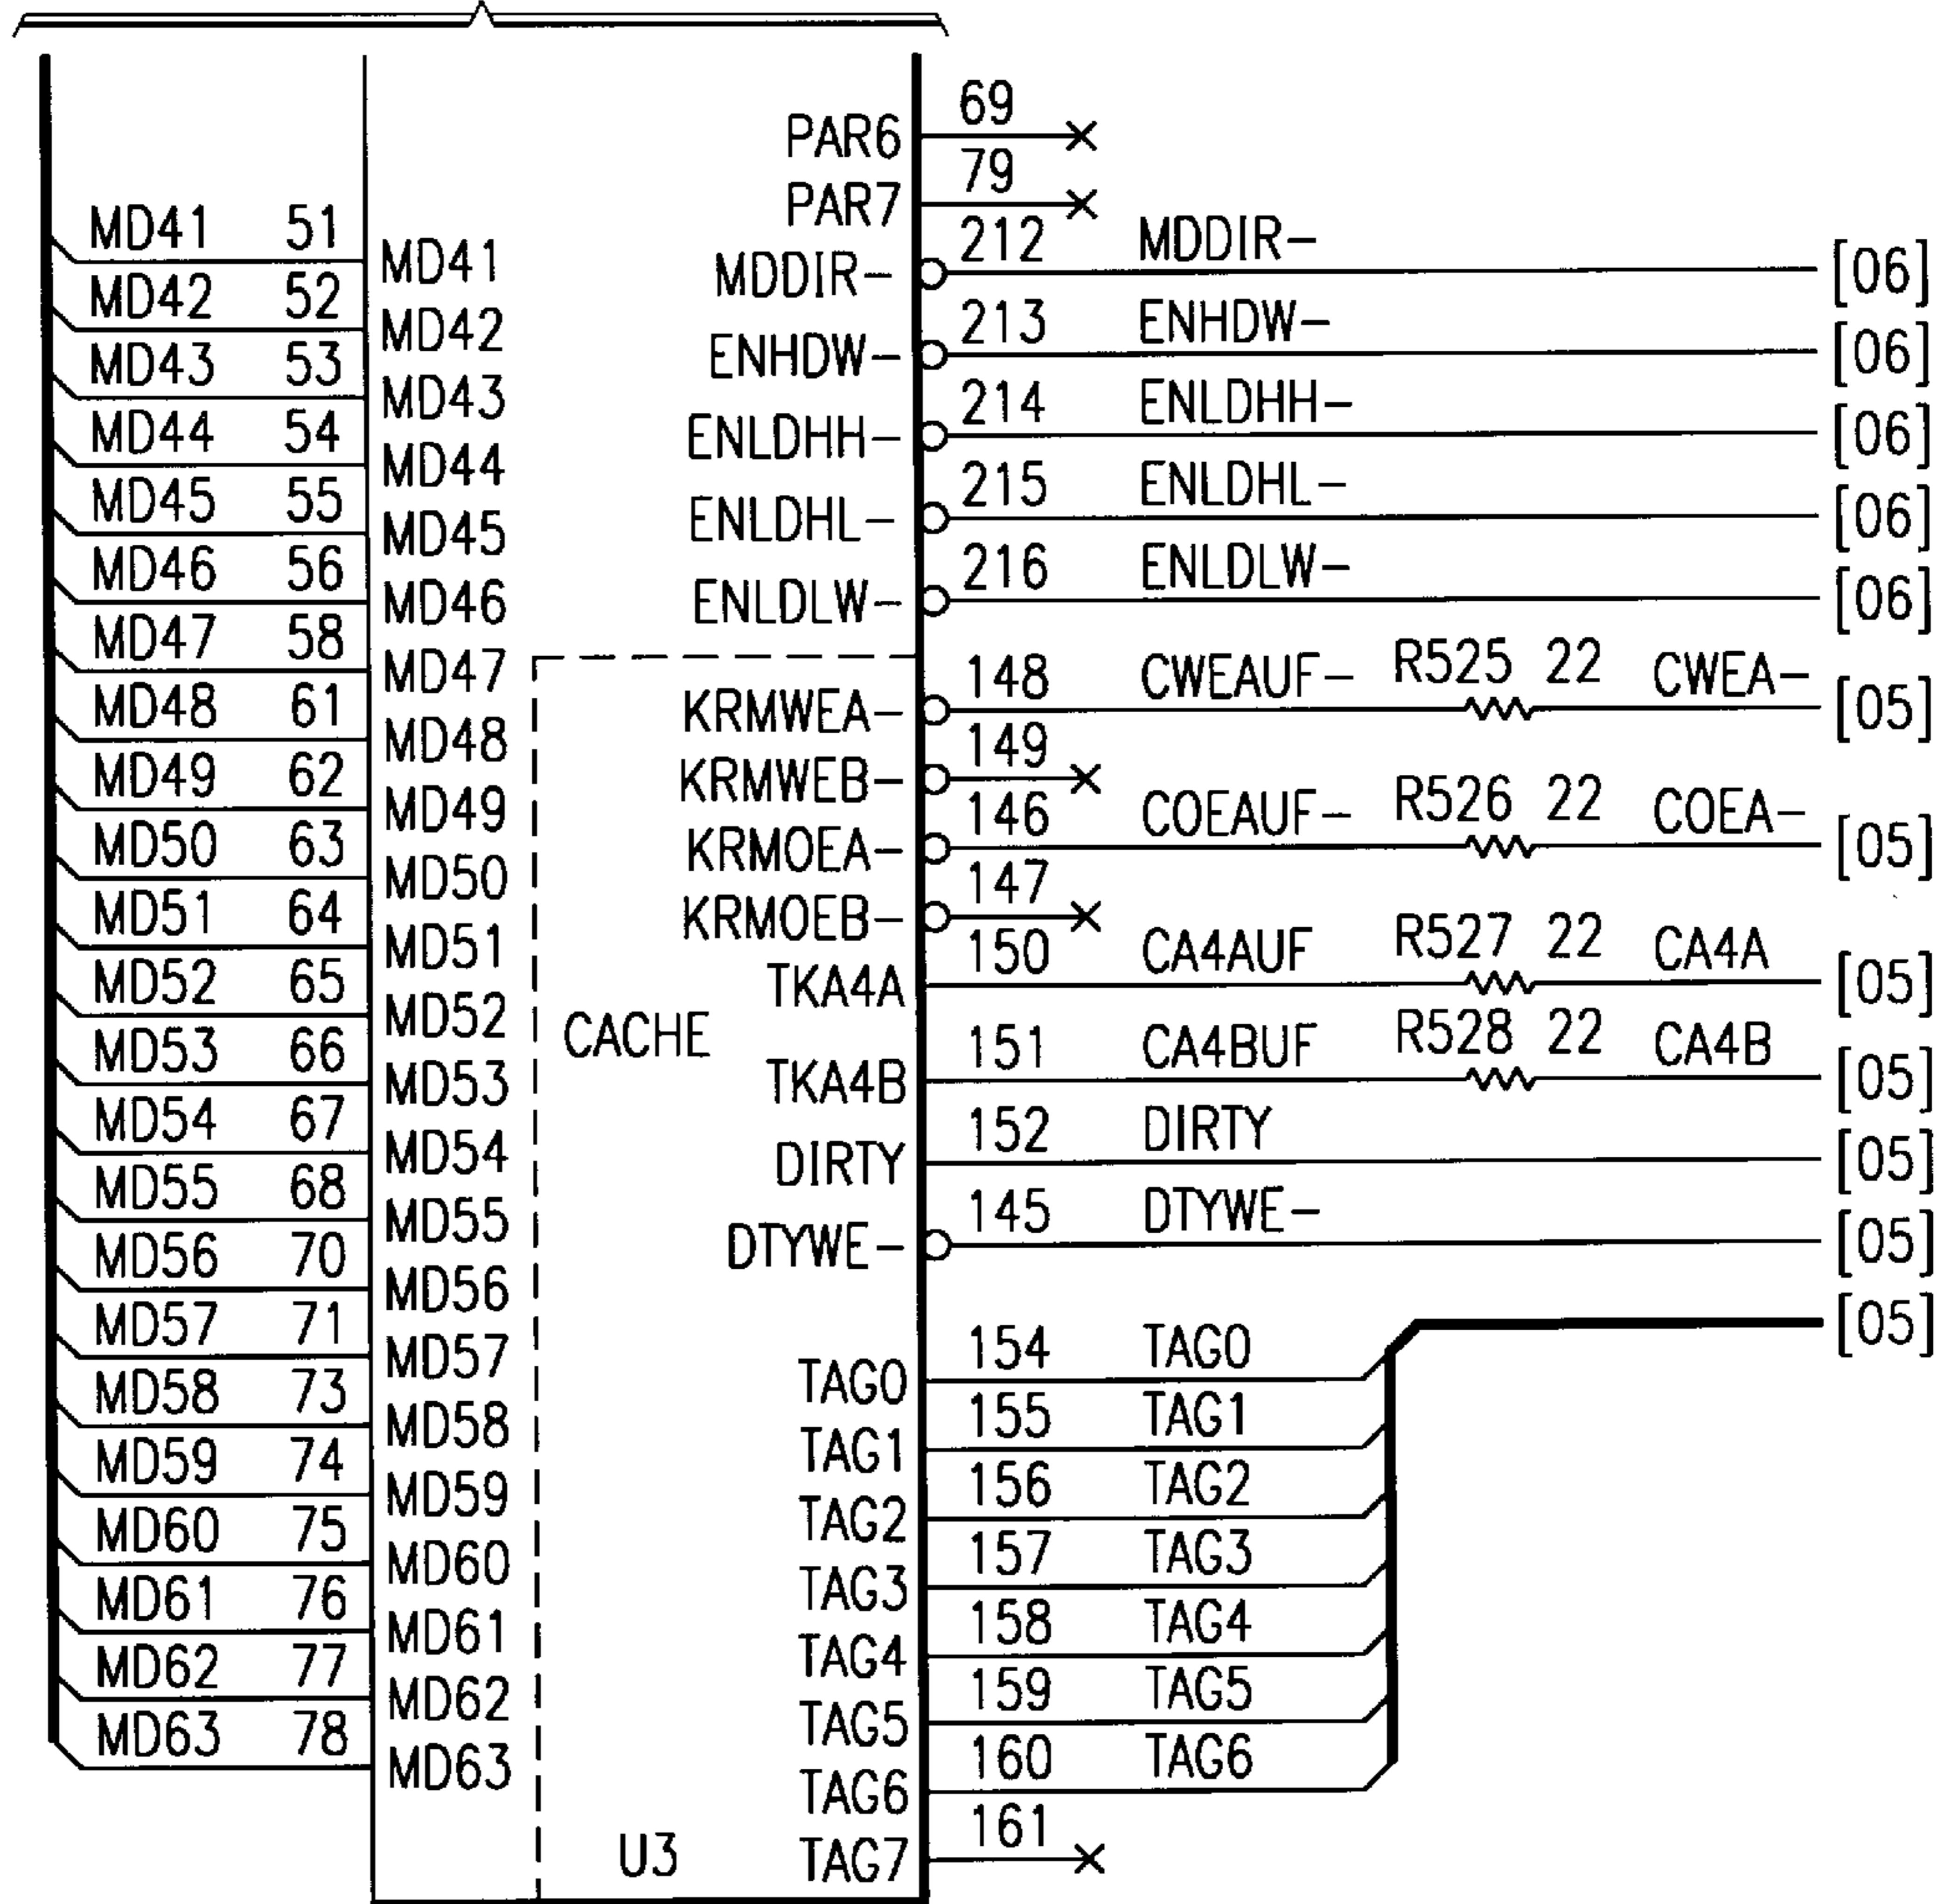 69
PAR6
79
PAR7
MD41 51 MD41
212 MDDIR-
MDDIR- [06]
MD42 52 MD42
213 ENHDW-
ENHDW- [06]
MD43 53 MD43
214 ENLDHH-
MD44 54 MD44
ENLDHH- [06]
215 ENLDHL-
MD45 55 MD45
ENLDHL- [06]
MD46 56 MD46
216 ENLDLW-
ENLDLW- [06]
MD47 58 MD47
148 CWEAUF- R525 22 CWEA-
MD48 61 MD48
KRMWEA- [05]
149
MD49 62 MD49
KRMWEB-
146 COEAUF- R526 22 COEA-
MD50 63 MD50
KRMOEA- [05]
147
MD51 64 MD51
KRMOEB-
150 CA4AUF R527 22 CA4A
MD52 65 MD52
TKA4A [05]
CACHE
MD53 66 MD53
151 CA4BUF R528 22 CA4B
TKA4B [05]
MD54 67 MD54
152 DIRTY
DIRTY [05]
MD55 68 MD55
145 DTYWE-
DTYWE- [05]
MD56 70 MD56
MD57 71 MD57
[05]
154 TAG0
TAG0
MD58 73 MD58
155 TAG1
TAG1
MD59 74 MD59
156 TAG2
TAG2
MD60 75 MD60
157 TAG3
TAG3
MD61 76 MD61
158 TAG4
TAG4
MD62 77 MD62
159 TAG5
TAG5
MD63 78 MD63
160 TAG6
TAG6
161
U3 TAG7